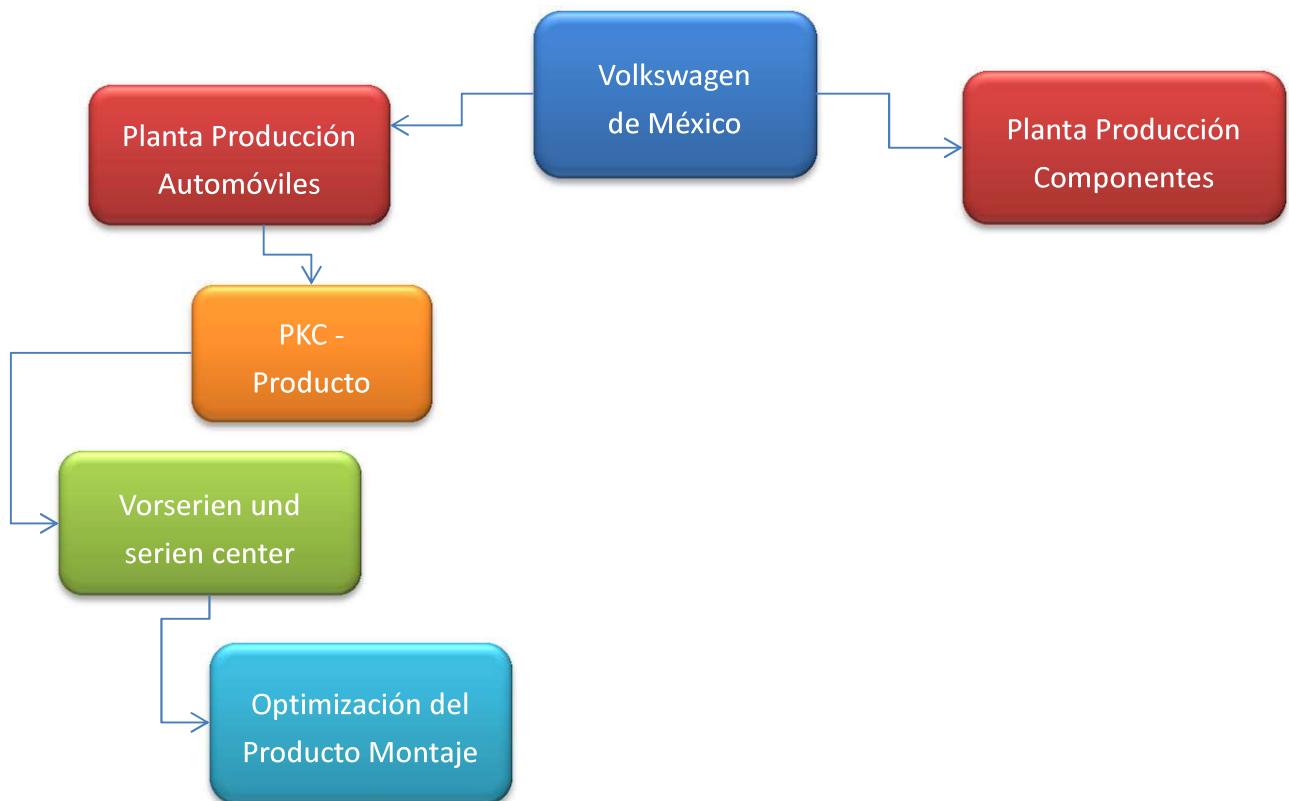 Volkswagen
de México
Planta Producción
Automóviles
Planta Producción
Componentes
PKC -
Producto
Vorserien und
serien center
Optimización del
Producto Montaje